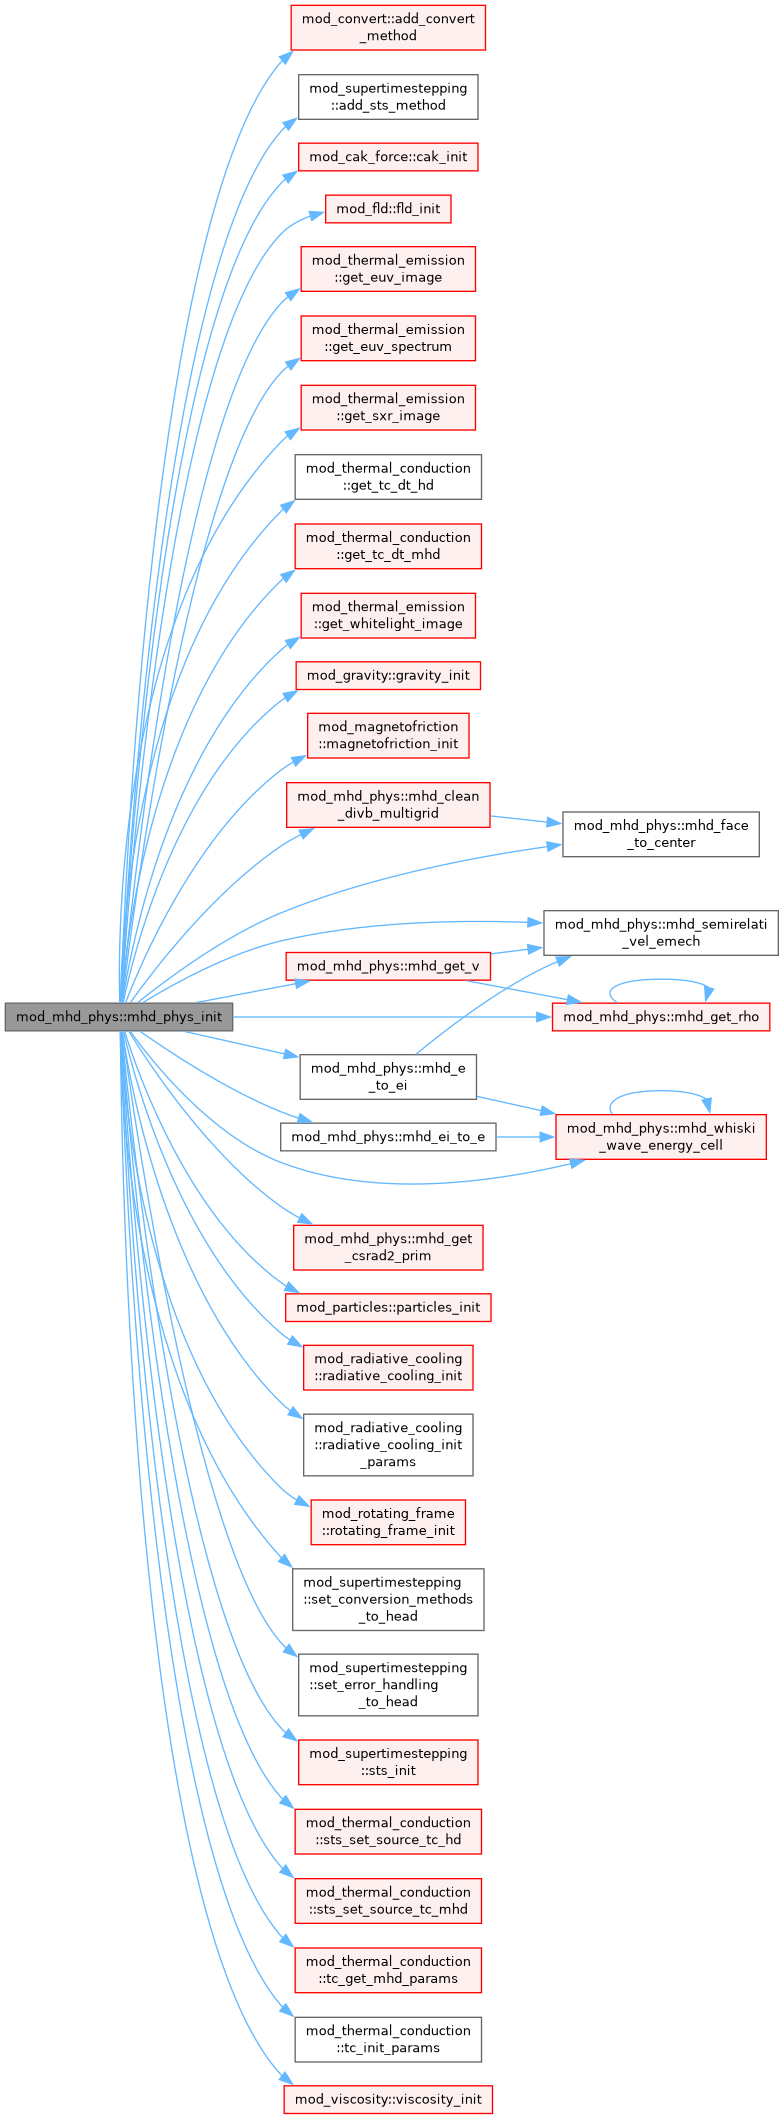 mod_convert::add_convert
_method
mod_supertimestepping
::add_sts_method
mod_cak_force::cak_init
mod_fld::fld_init
mod_thermal_emission
::get_euv_image
mod_thermal_emission
::get_euv_spectrum
mod_thermal_emission
::get_sxr_image
mod_thermal_conduction
::get_tc_dt_hd
mod_thermal_conduction
::get_tc_dt_mhd
mod_thermal_emission
::get_whitelight_image
mod_gravity::gravity_init
mod_magnetofriction
::magnetofriction_init
mod_mhd_phys::mhd_clean
_divb_multigrid
mod_mhd_phys::mhd_face
_to_center
mod_mhd_phys::mhd_semirelati
_vel_emech
mod_mhd_phys::mhd_get_v
mod_mhd_phys::mhd_phys_init
mod_mhd_phys::mhd_get_rho
mod_mhd_phys::mhd_e
_to_ei
mod_mhd_phys::mhd_ei_to_e
mod_mhd_phys::mhd_whiski
_wave_energy_cell
mod_mhd_phys::mhd_get
_csrad2_prim
mod_particles::particles_init
mod_radiative_cooling
::radiative_cooling_init
mod_radiative_cooling
::radiative_cooling_init
_params
mod_rotating_frame
::rotating_frame_init
mod_supertimestepping
::set_conversion_methods
_to_head
mod_supertimestepping
::set_error_handling
_to_head
mod_supertimestepping
::sts_init
mod_thermal_conduction
::sts_set_source_tc_hd
mod_thermal_conduction
::sts_set_source_tc_mhd
mod_thermal_conduction
::tc_get_mhd_params
mod_thermal_conduction
::tc_init_params
mod_viscosity::viscosity_init